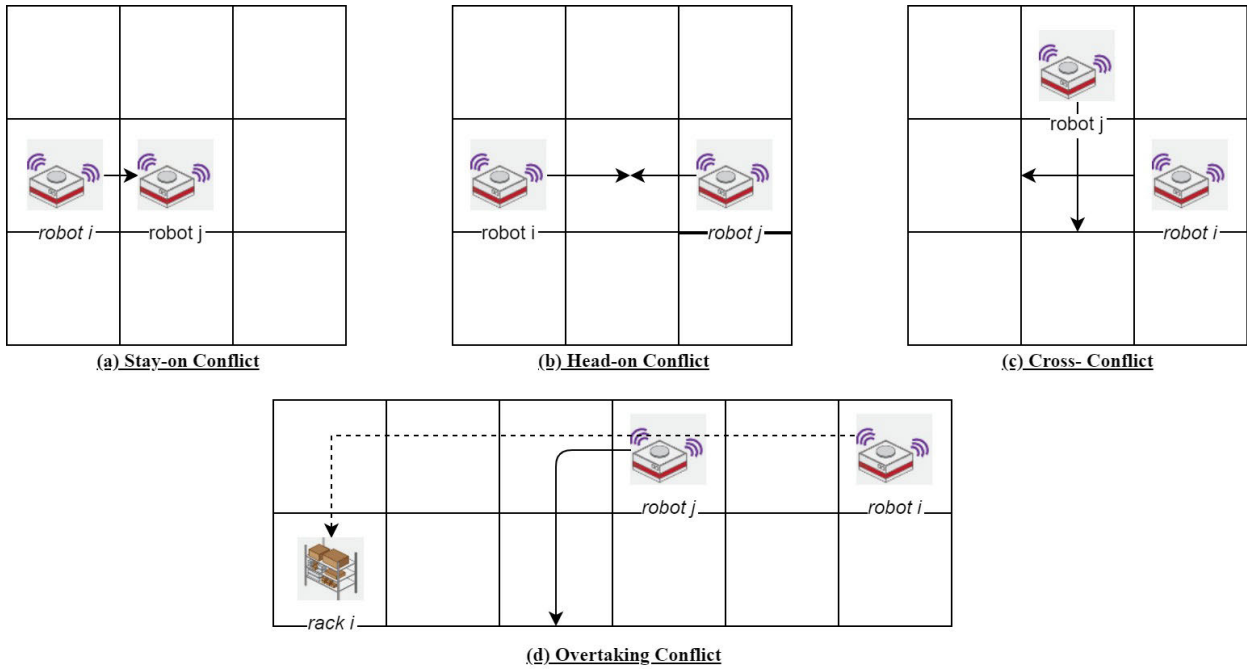 robot i robot j
(a) Stay-on Conflict
robot i robot j
(b) Head-on Conflict
robot j
robot i
(c) Cross- Conflict
robot j robot i
rack i
(d) Overtaking Conflict